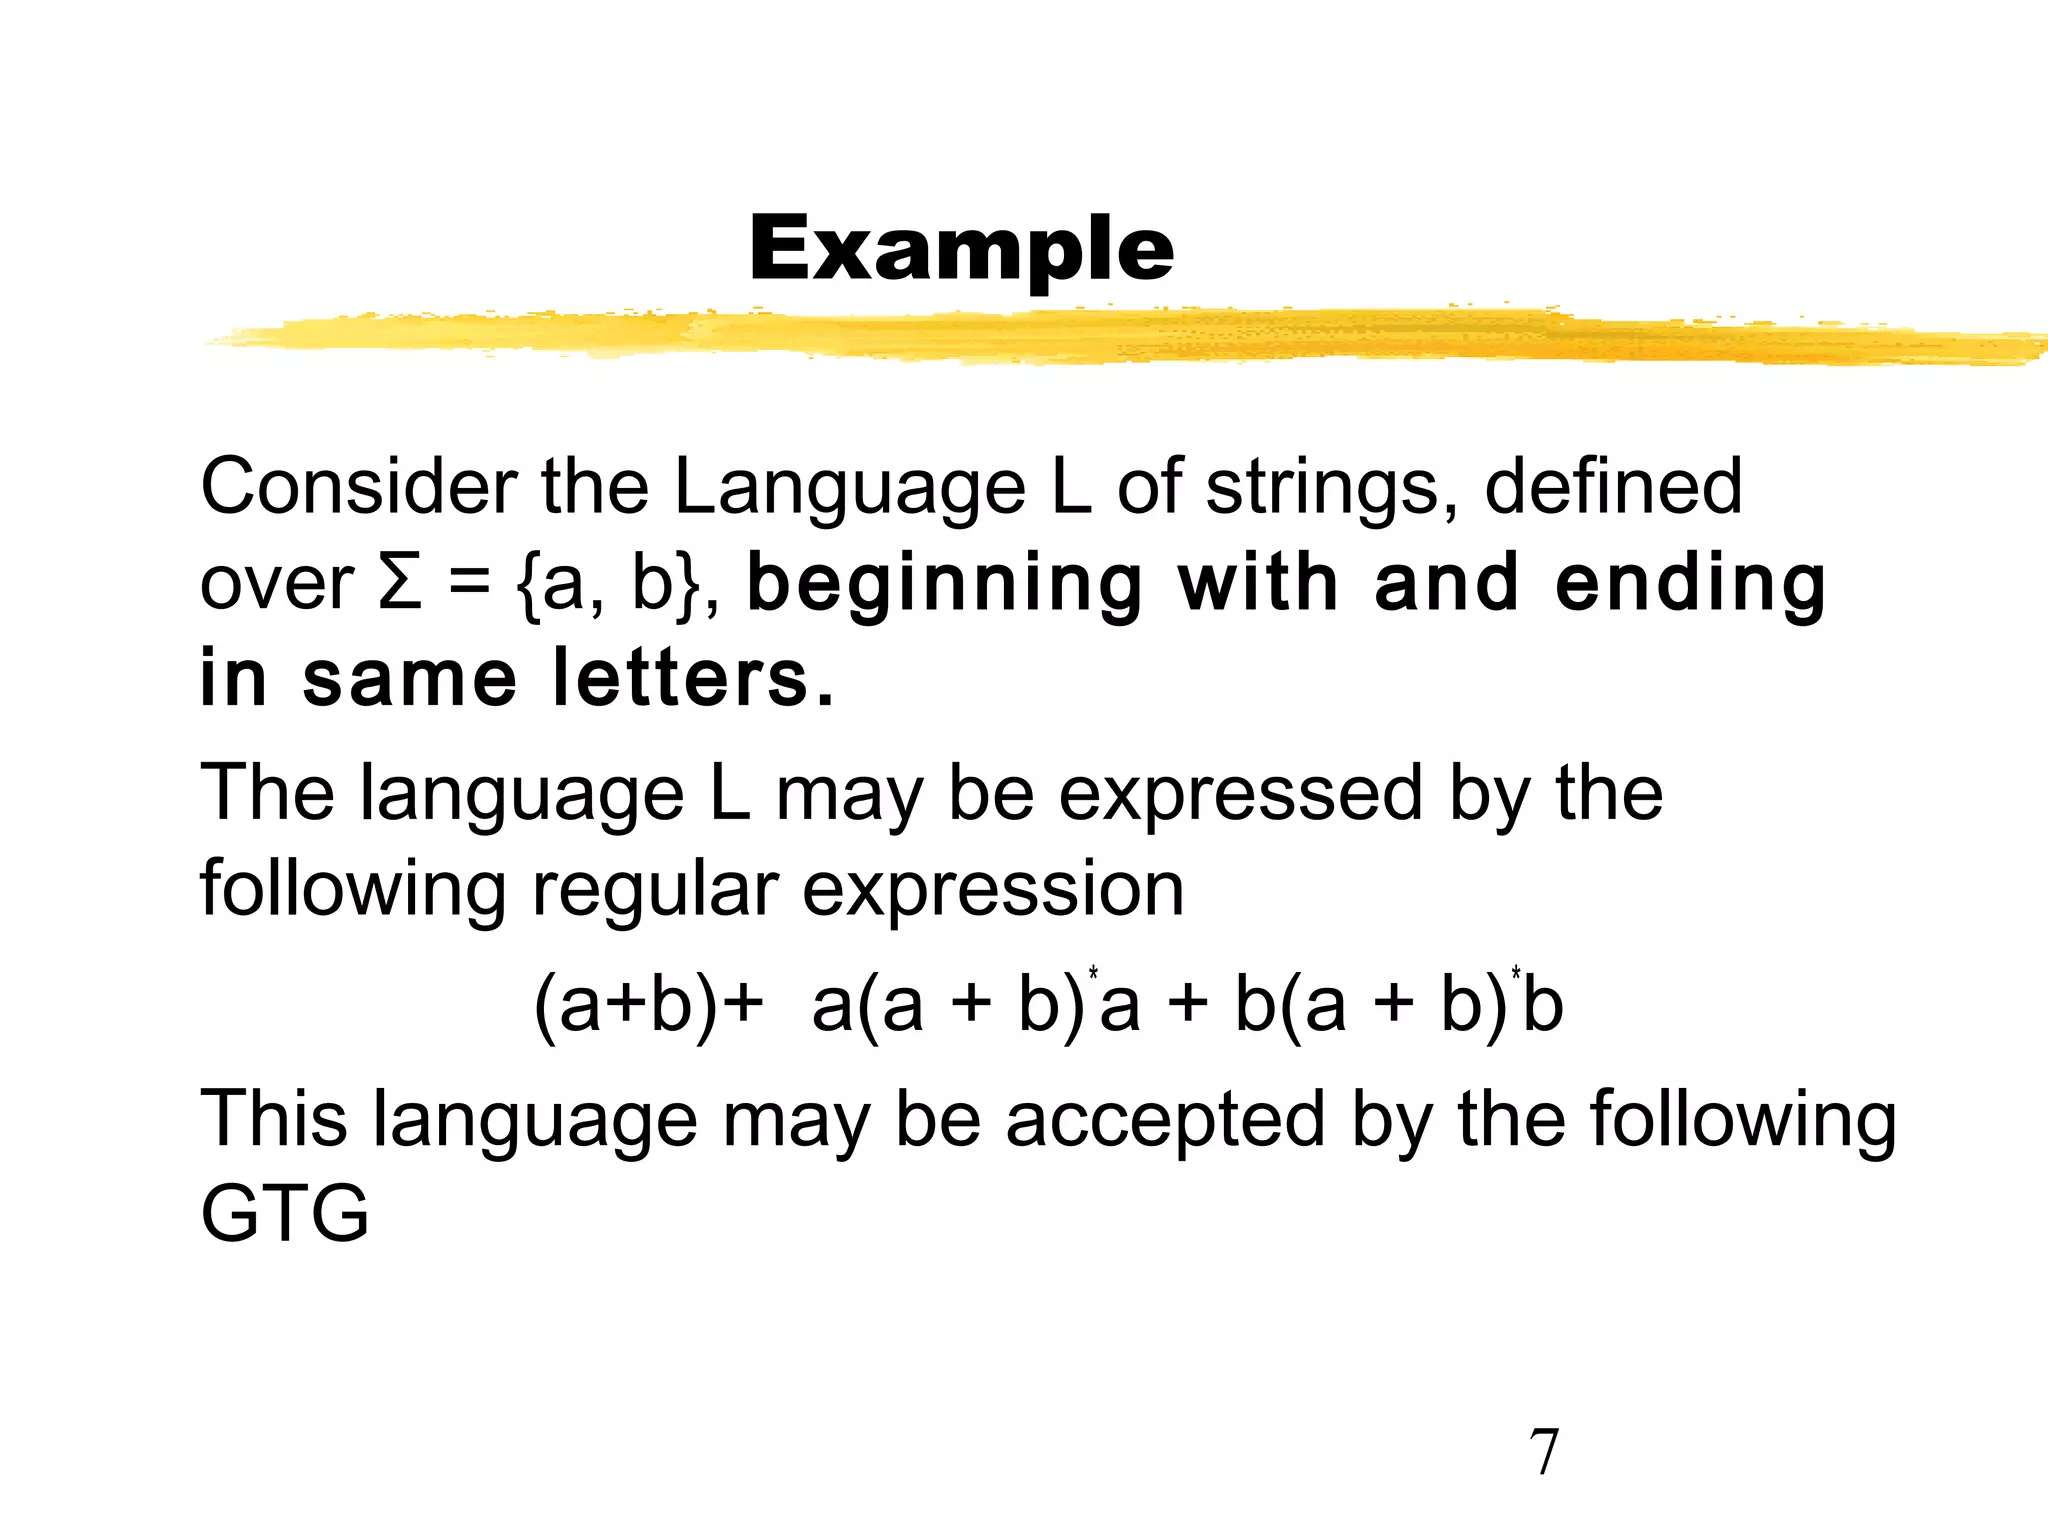 Example
Consider the Language L of strings, defined
over Σ = {a, b}, beginning with and ending
in same letters.
The language L may be expressed by the
following regular expression
(a+b)+ a(a + b)*a + b(a + b)*b
This language may be accepted by the following
GTG
7